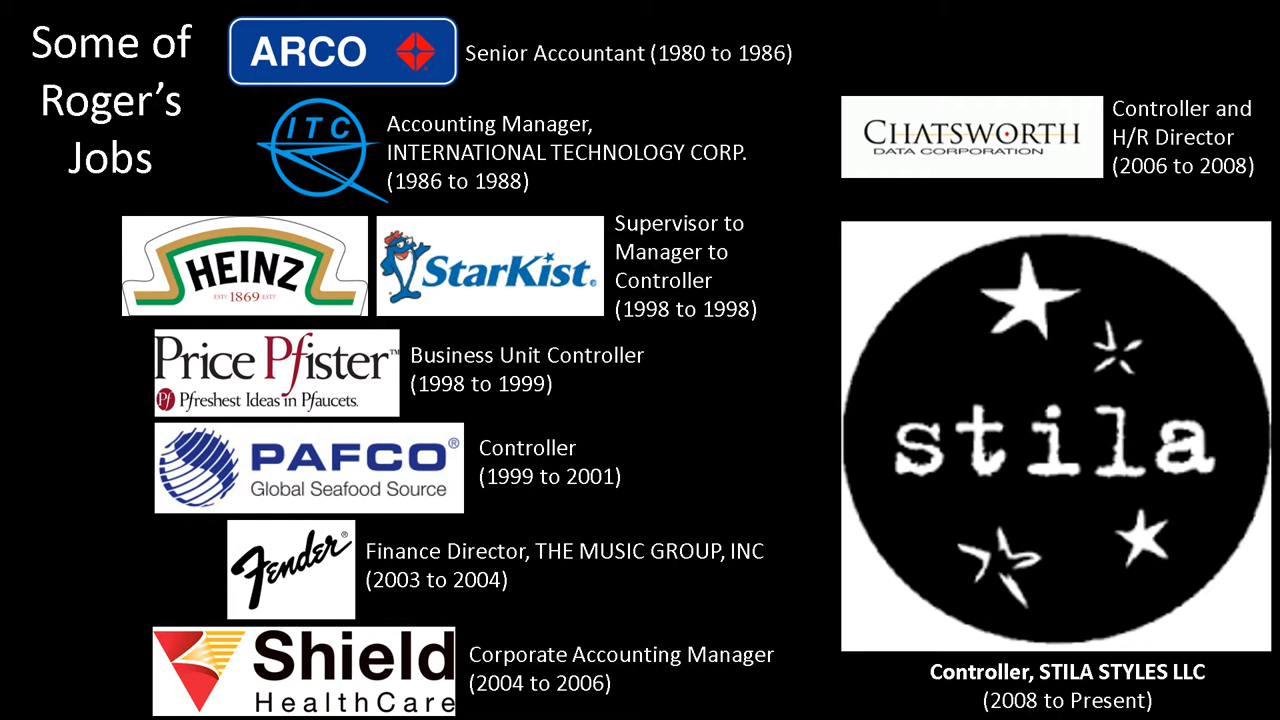 Some of
Roger's
Jobs
ARCO
Senior Accountant (1980 to 1986)
ITC
Accounting Manager,
INTERNATIONAL TECHNOLOGY CORP.
(1986 to 1988)
HEINZ
ESTD 1869 ESTD
StarKist®
Supervisor to
Manager to
Controller
(1998 to 1998)
Price Pfister™
Pf Pfreshest Ideas in Pfaucets.
Business Unit Controller
(1998 to 1999)
PAFCO®
Global Seafood Source
Controller
(1999 to 2001)
Fender®
Finance Director, THE MUSIC GROUP, INC
(2003 to 2004)
Shield
HealthCare
Corporate Accounting Manager
(2004 to 2006)
CHATSWORTH
DATA CORPORATION
Controller and
H/R Director
(2006 to 2008)
stila
Controller, STILA STYLES LLC
(2008 to Present)